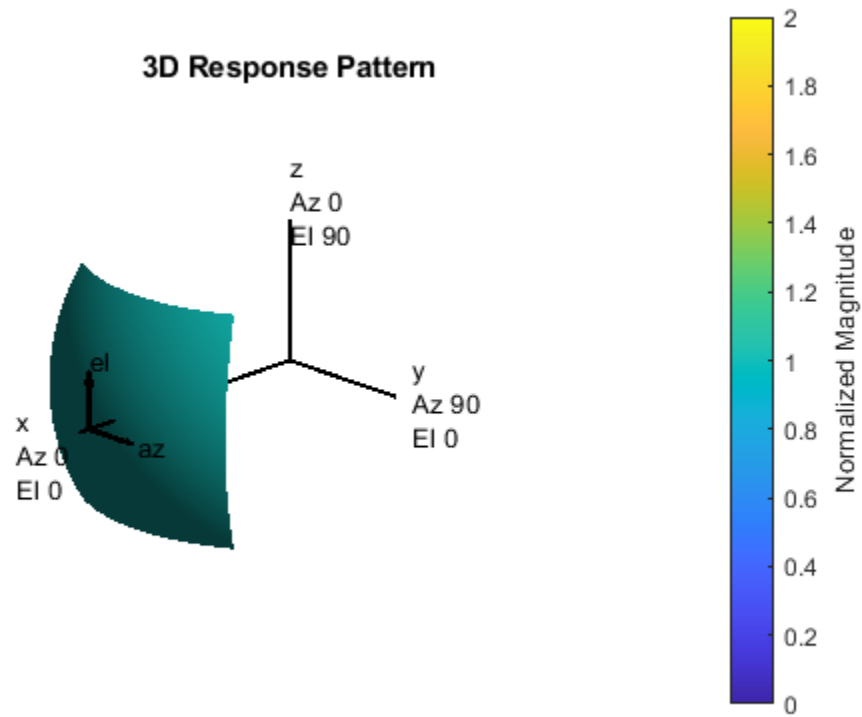 3D Response Pattern
z
Az 0
El 90
el
az
x
Az 0
El 0
y
Az 90
El 0
2
1.8
1.6
1.4
1.2
1
0.8
0.6
0.4
0.2
0
Normalized Magnitude